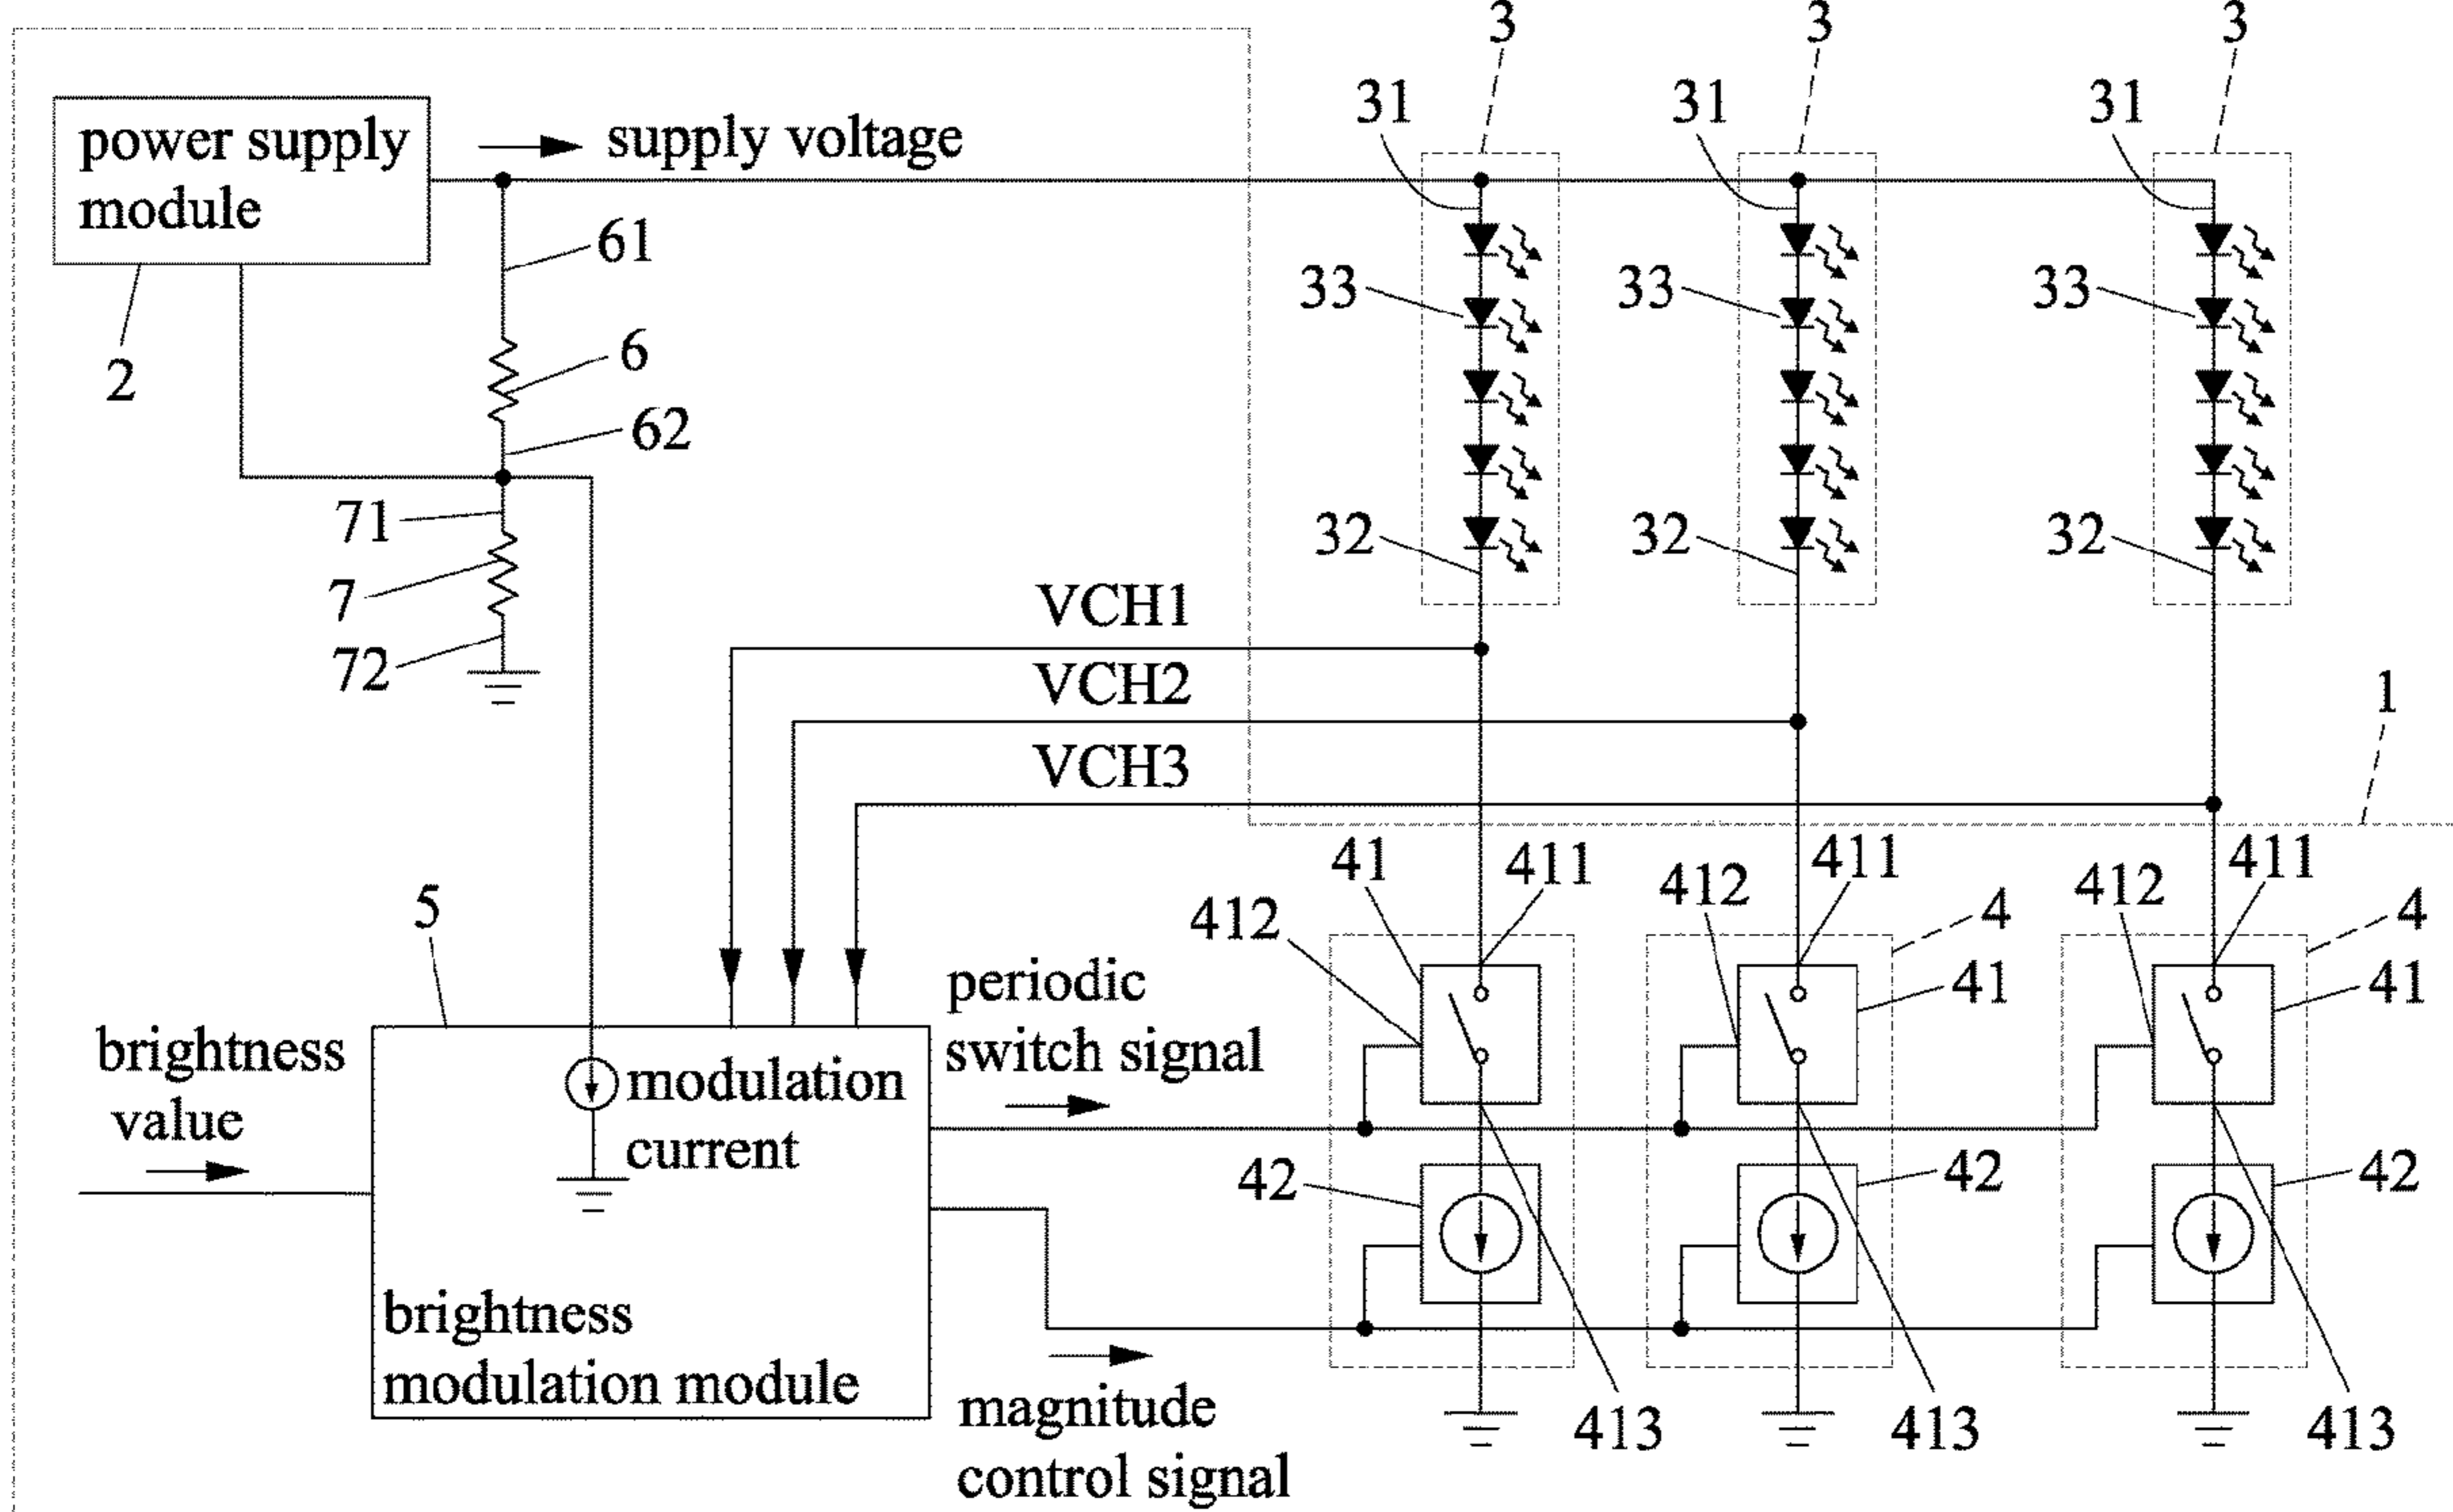 3
3
3
31
31
31
power supply
module
supply voltage
61
33
33
33
2
6
62
71
32
32
32
7
VCH1
72
VCH2
1
VCH3
41
411
411
411
412
412
412
5
4
4
periodic
switch signal
41
41
brightness
value
modulation
current
42
42
42
brightness
modulation module
magnitude
control signal
413
413
413